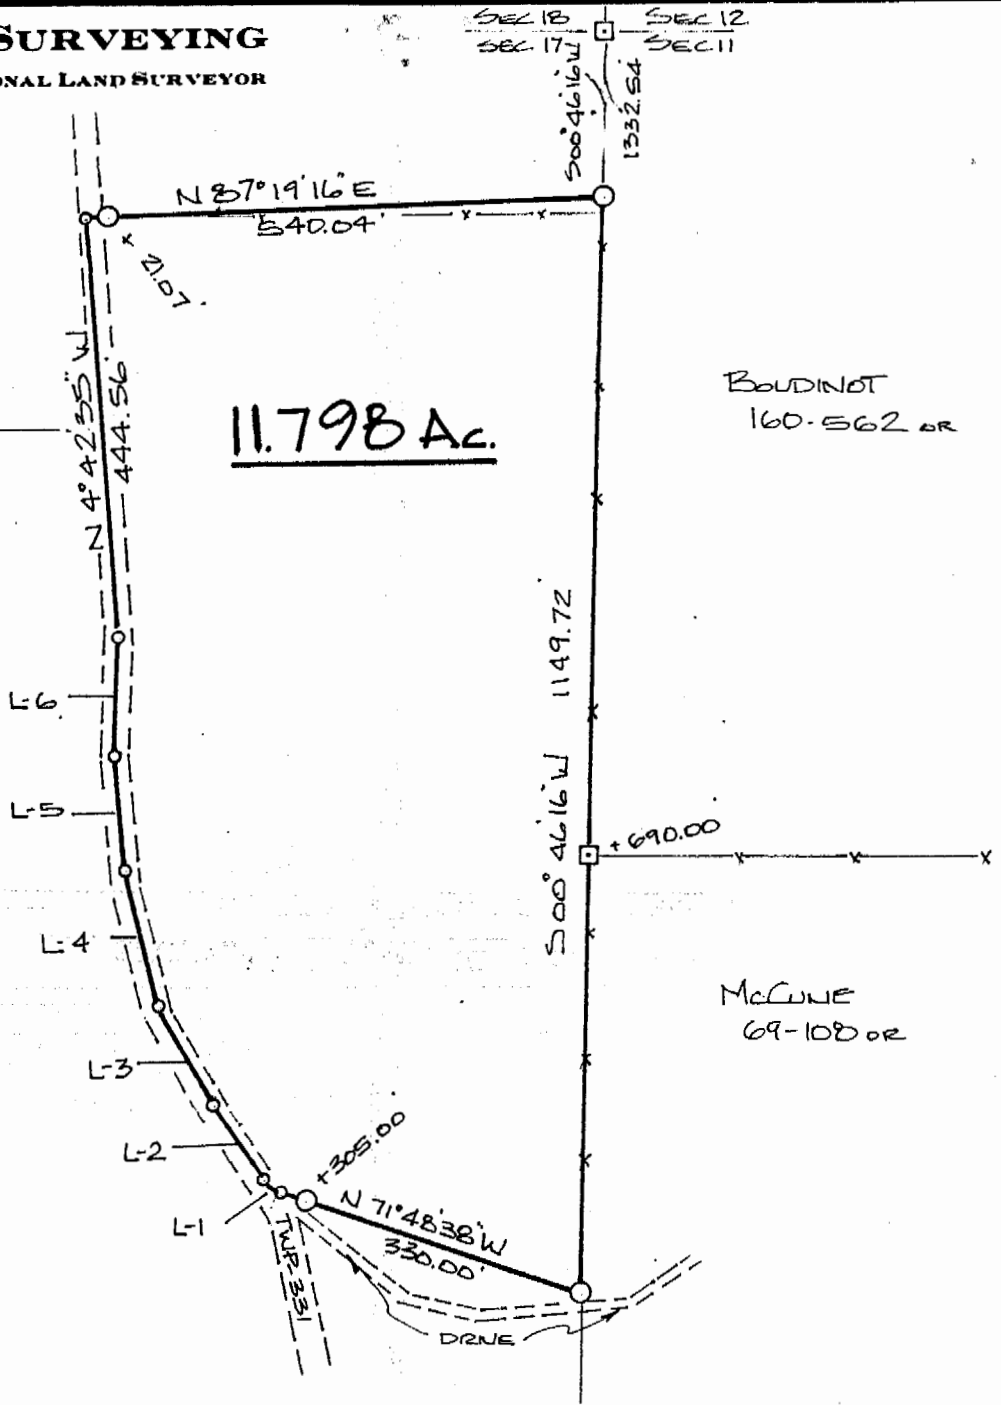 SURVEYING
ONAL LAND SURVEYOR
SEC 18
SEC 12
SEC. 17
SEC 11
S00°46'16"W
1332.54
N 87°19'16" E
540.04'
21.07'
N 4°42'35" W
444.56'
11.798 Ac.
BOUDINOT
160-562 OR
L-6
S00°46'16"W 1149.72'
L-5
+690.00'
L-4
McCUNE
69-108 OR
L-3
L-2
+305.00
L-1
N 71°48'38"W
330.00'
TWP-331
DRIVE